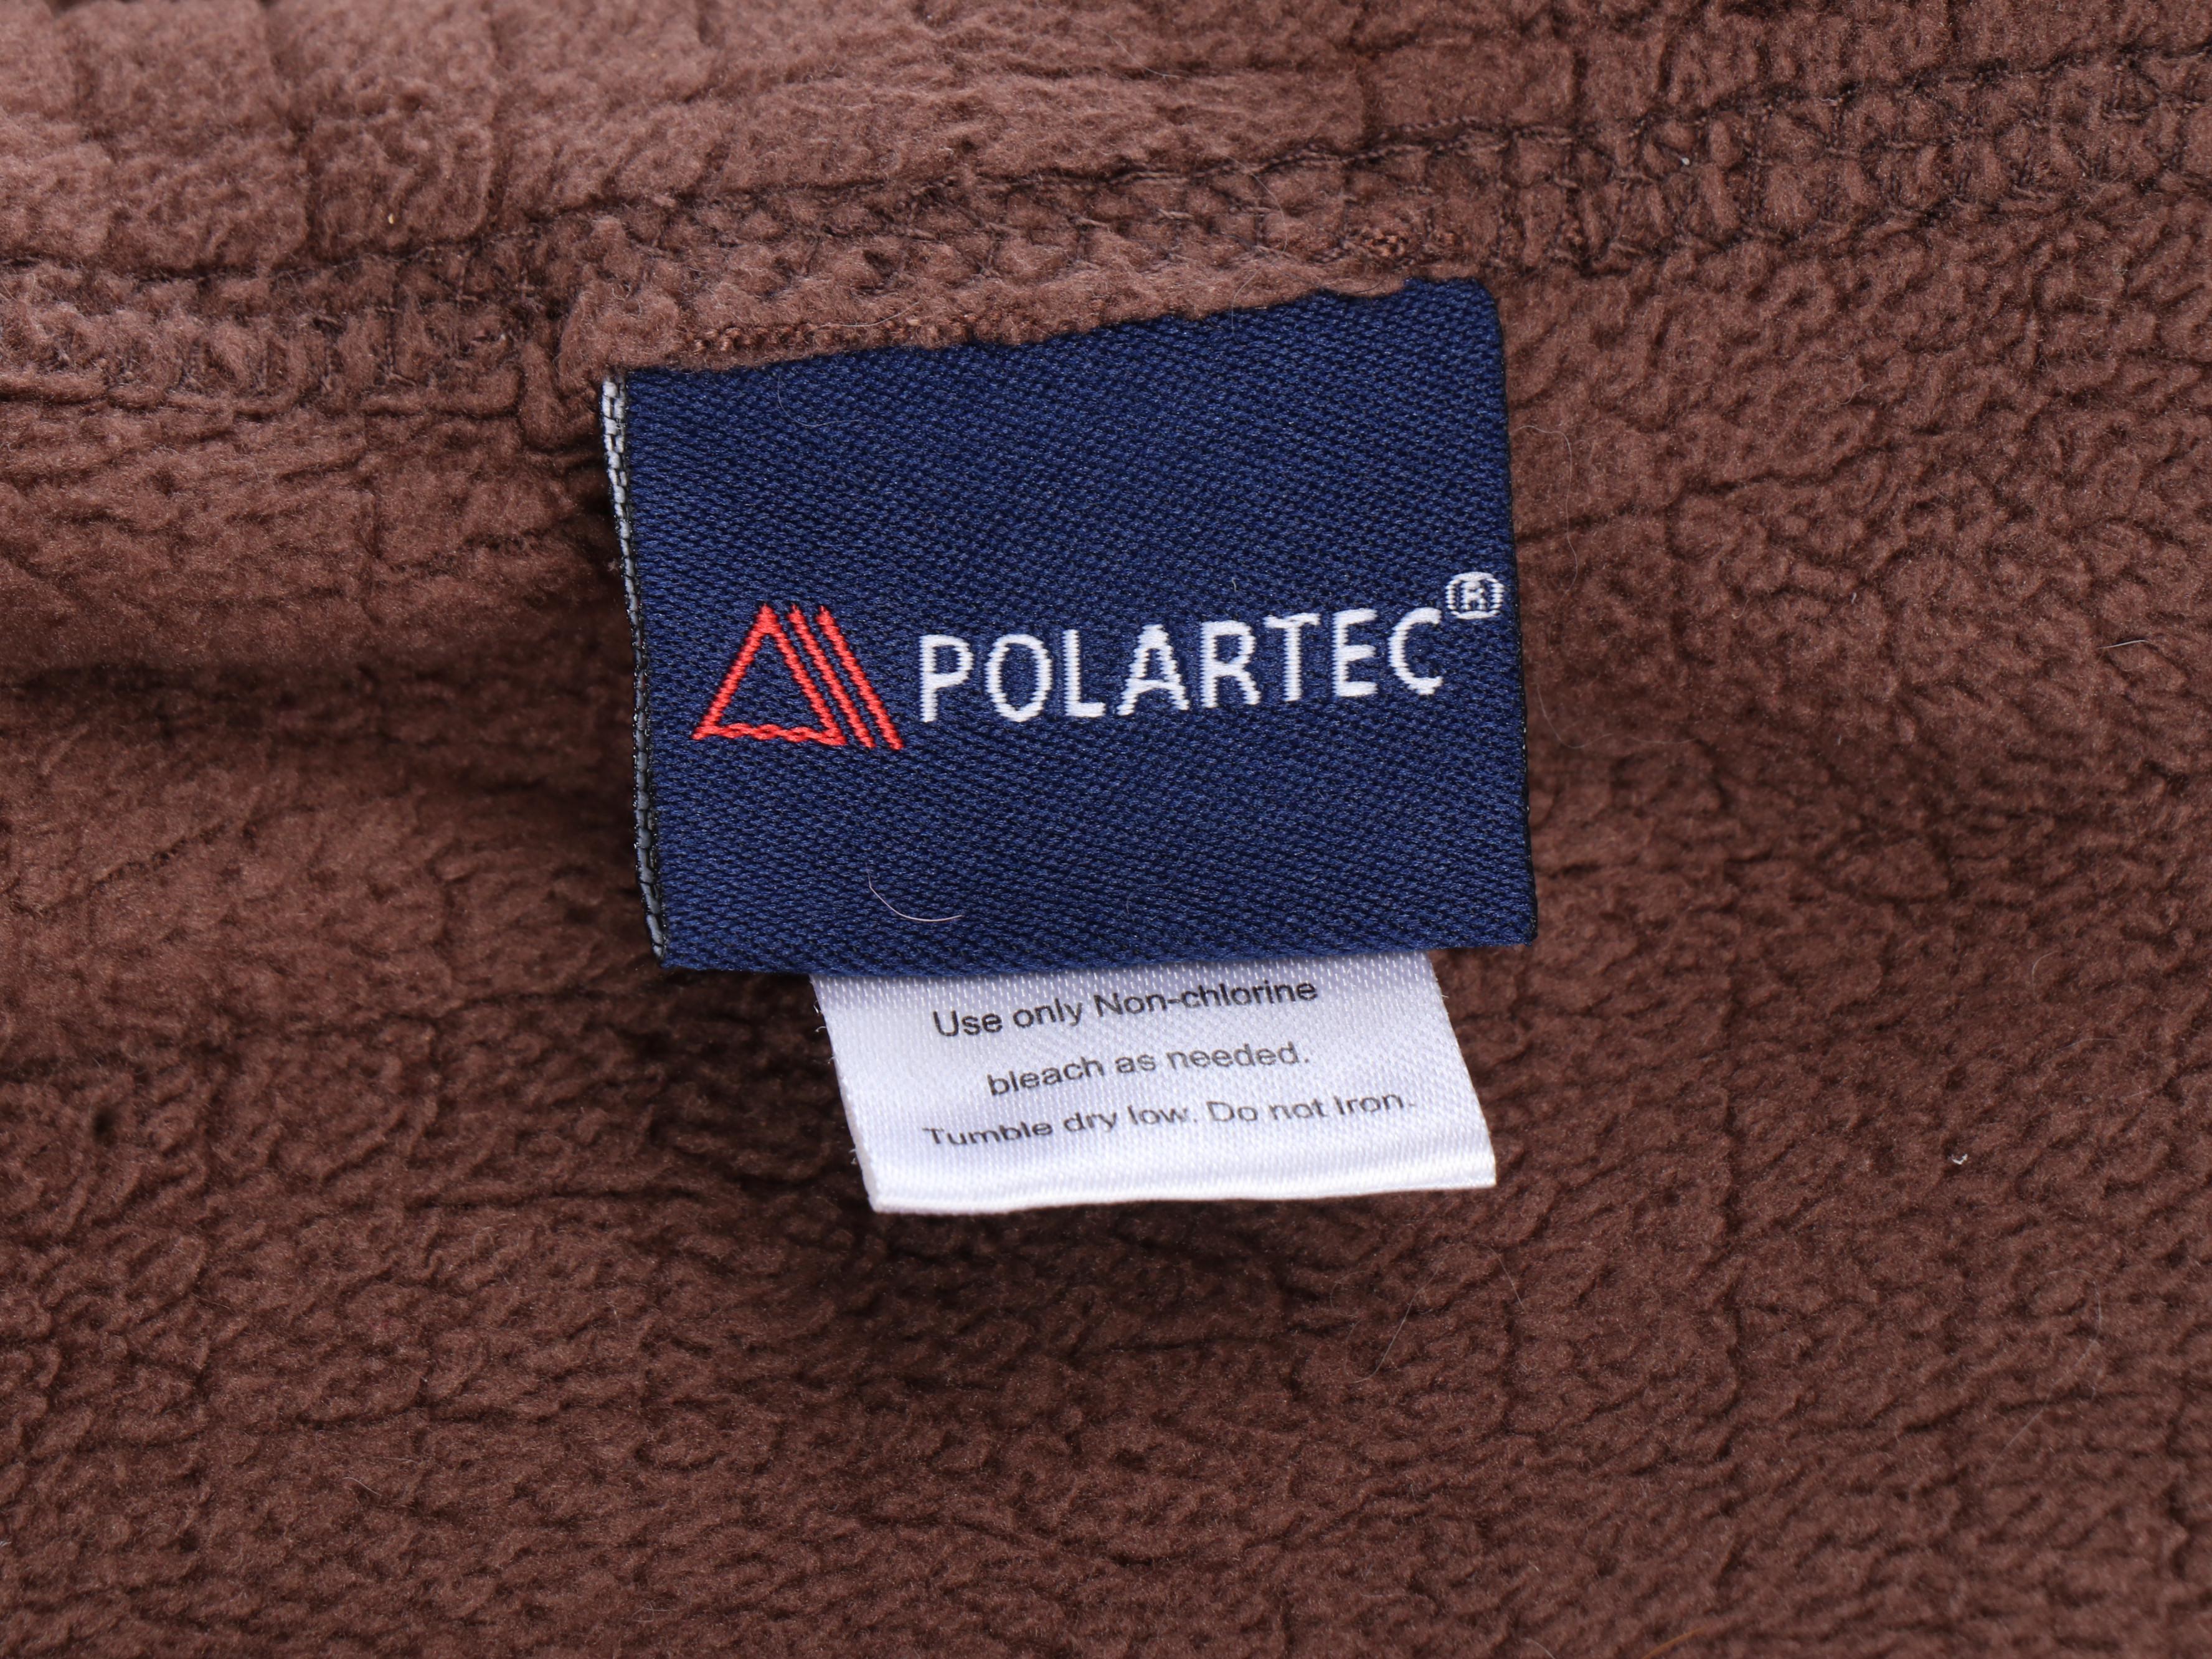 POLARTEC®
Use only Non-chlorine
bleach as needed.
Tumble dry low. Do not Iron.